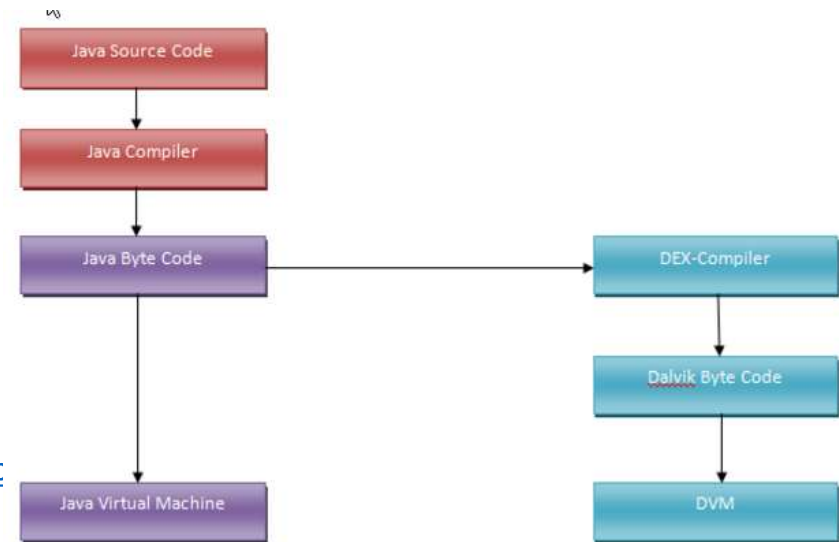 Java Source Code
Java Compiler
Java Byte Code
DEX-Compiler
Dalvik Byte Code
Java Virtual Machine
DVM